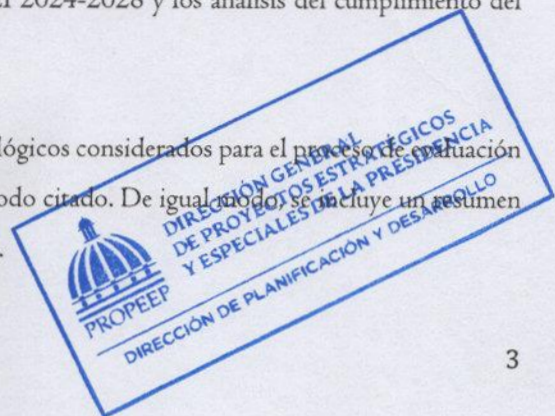 2024-2028 y los análisis del cumplimiento del
lógicos considerados para el proceso de evaluación
odo citado. De igual modo, se incluye un resumen
DIRECCIÓN GENERAL
DE PROYECTOS ESTRATÉGICOS
Y ESPECIALES DE LA PRESIDENCIA
PROPEEP
DIRECCIÓN DE PLANIFICACIÓN Y DESARROLLO
3